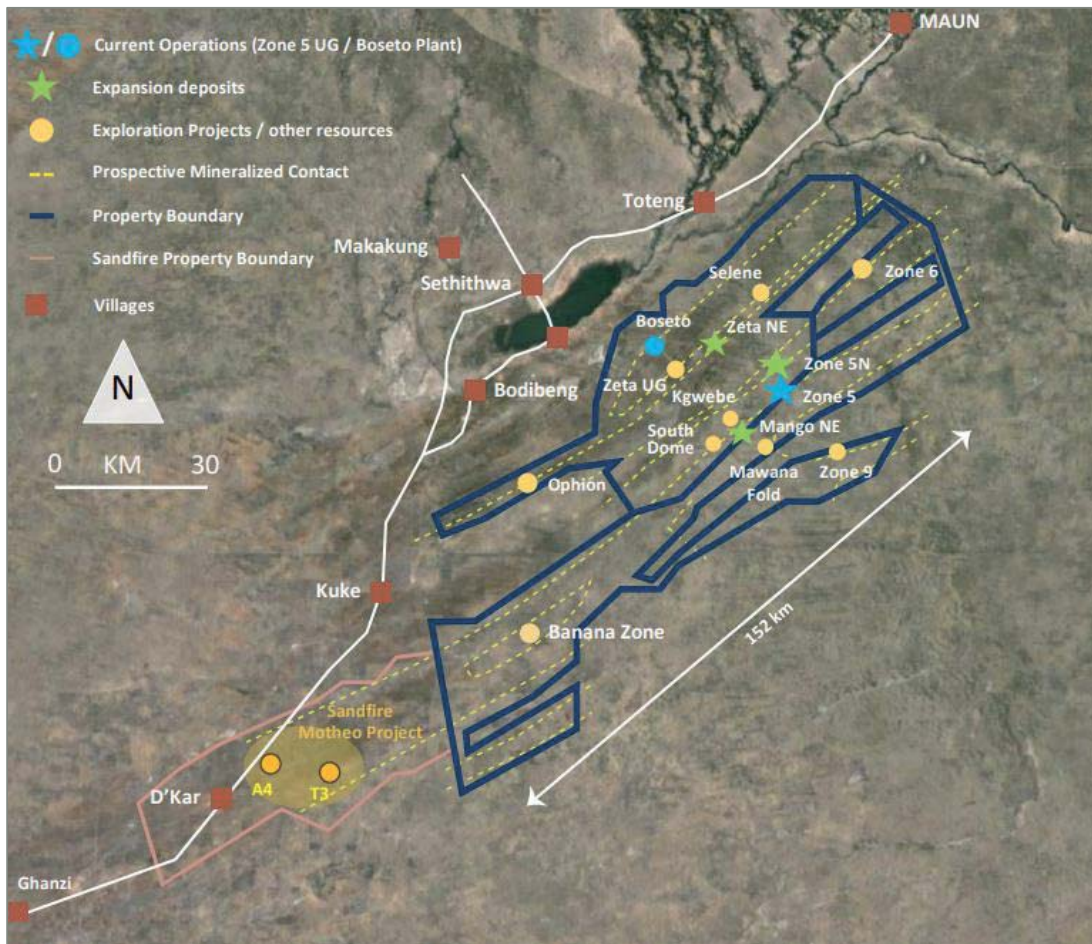 MAUN
Current Operations (Zone 5 UG / Boseto Plant)
Expansion deposits
Exploration Projects / other resources
Prospective Mineralized Contact
Property Boundary
Sandfire Property Boundary
Villages
N
0 KM 30
Toteng
Makakung
Sethithwa
Bodibeng
Selene
Zone 6
Boseto
Zeta NE
Zeta UG
Zone 5N
Kgwebe
Zone 5
South
Dome
Mango NE
Mawana
Fold
Zone 9
Ophion
Kuke
Banana Zone
152 km
Sandfire
Motheo Project
A4
T3
D'Kar
Ghanzi